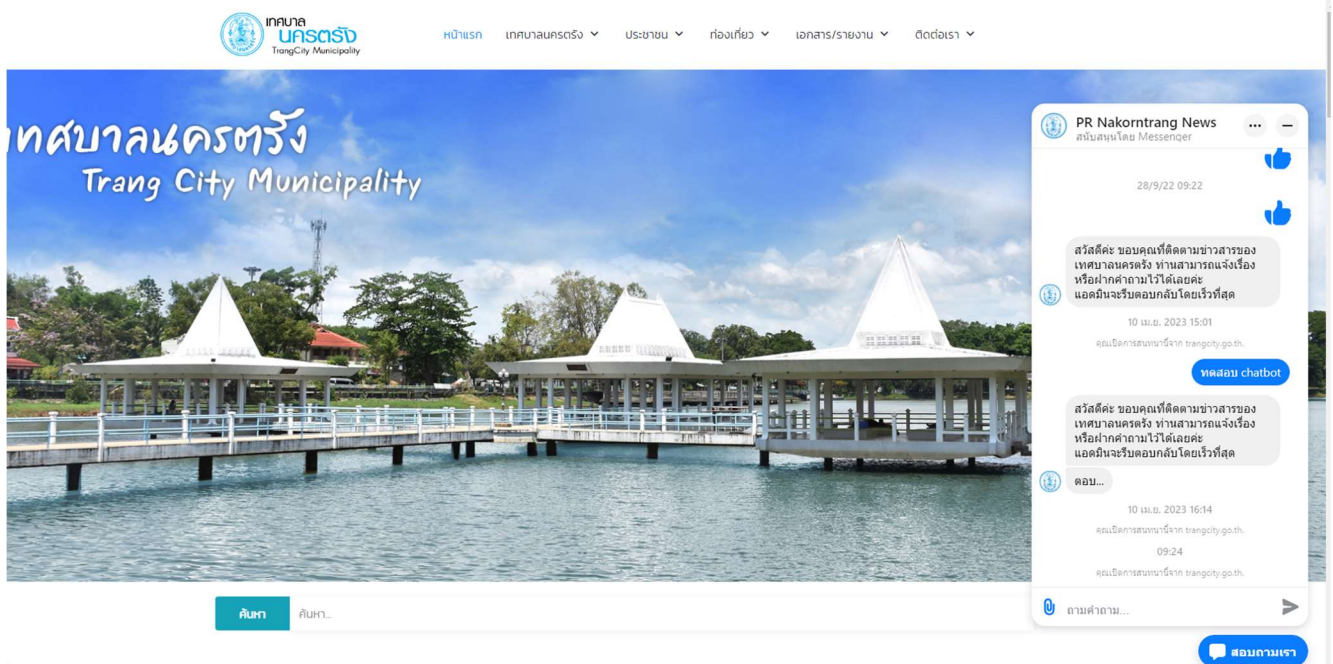 เทศบาล
นครตรัง
TrangCity Municipality
หน้าแรก เทศบาลนครตรัง ประชาชน ท่องเที่ยว เอกสาร/รายงาน ติดต่อเรา
เทศบาลนครตรัง
Trang City Municipality
PR Nakorntrang News
สนับสนุนโดย Messenger
28/9/22 09:22
สวัสดีค่ะ ขอบคุณที่ติดตามข่าวสารของ
เทศบาลนครตรัง ท่านสามารถแจ้งเรื่อง
หรือฝากคำถามไว้ได้เลยค่ะ
แอดมินจะรีบตอบกลับโดยเร็วที่สุด
10 เม.ย. 2023 15:01
คุณเปิดการสนทนานี้จาก trangcity.go.th.
ทดสอบ chatbot
สวัสดีค่ะ ขอบคุณที่ติดตามข่าวสารของ
เทศบาลนครตรัง ท่านสามารถแจ้งเรื่อง
หรือฝากคำถามไว้ได้เลยค่ะ
แอดมินจะรีบตอบกลับโดยเร็วที่สุด
ตอบ...
10 เม.ย. 2023 16:14
คุณเปิดการสนทนานี้จาก trangcity.go.th.
09:24
คุณเปิดการสนทนานี้จาก trangcity.go.th.
ถามคำถาม...
ค้นหา ค้นหา...
สอบถามเรา